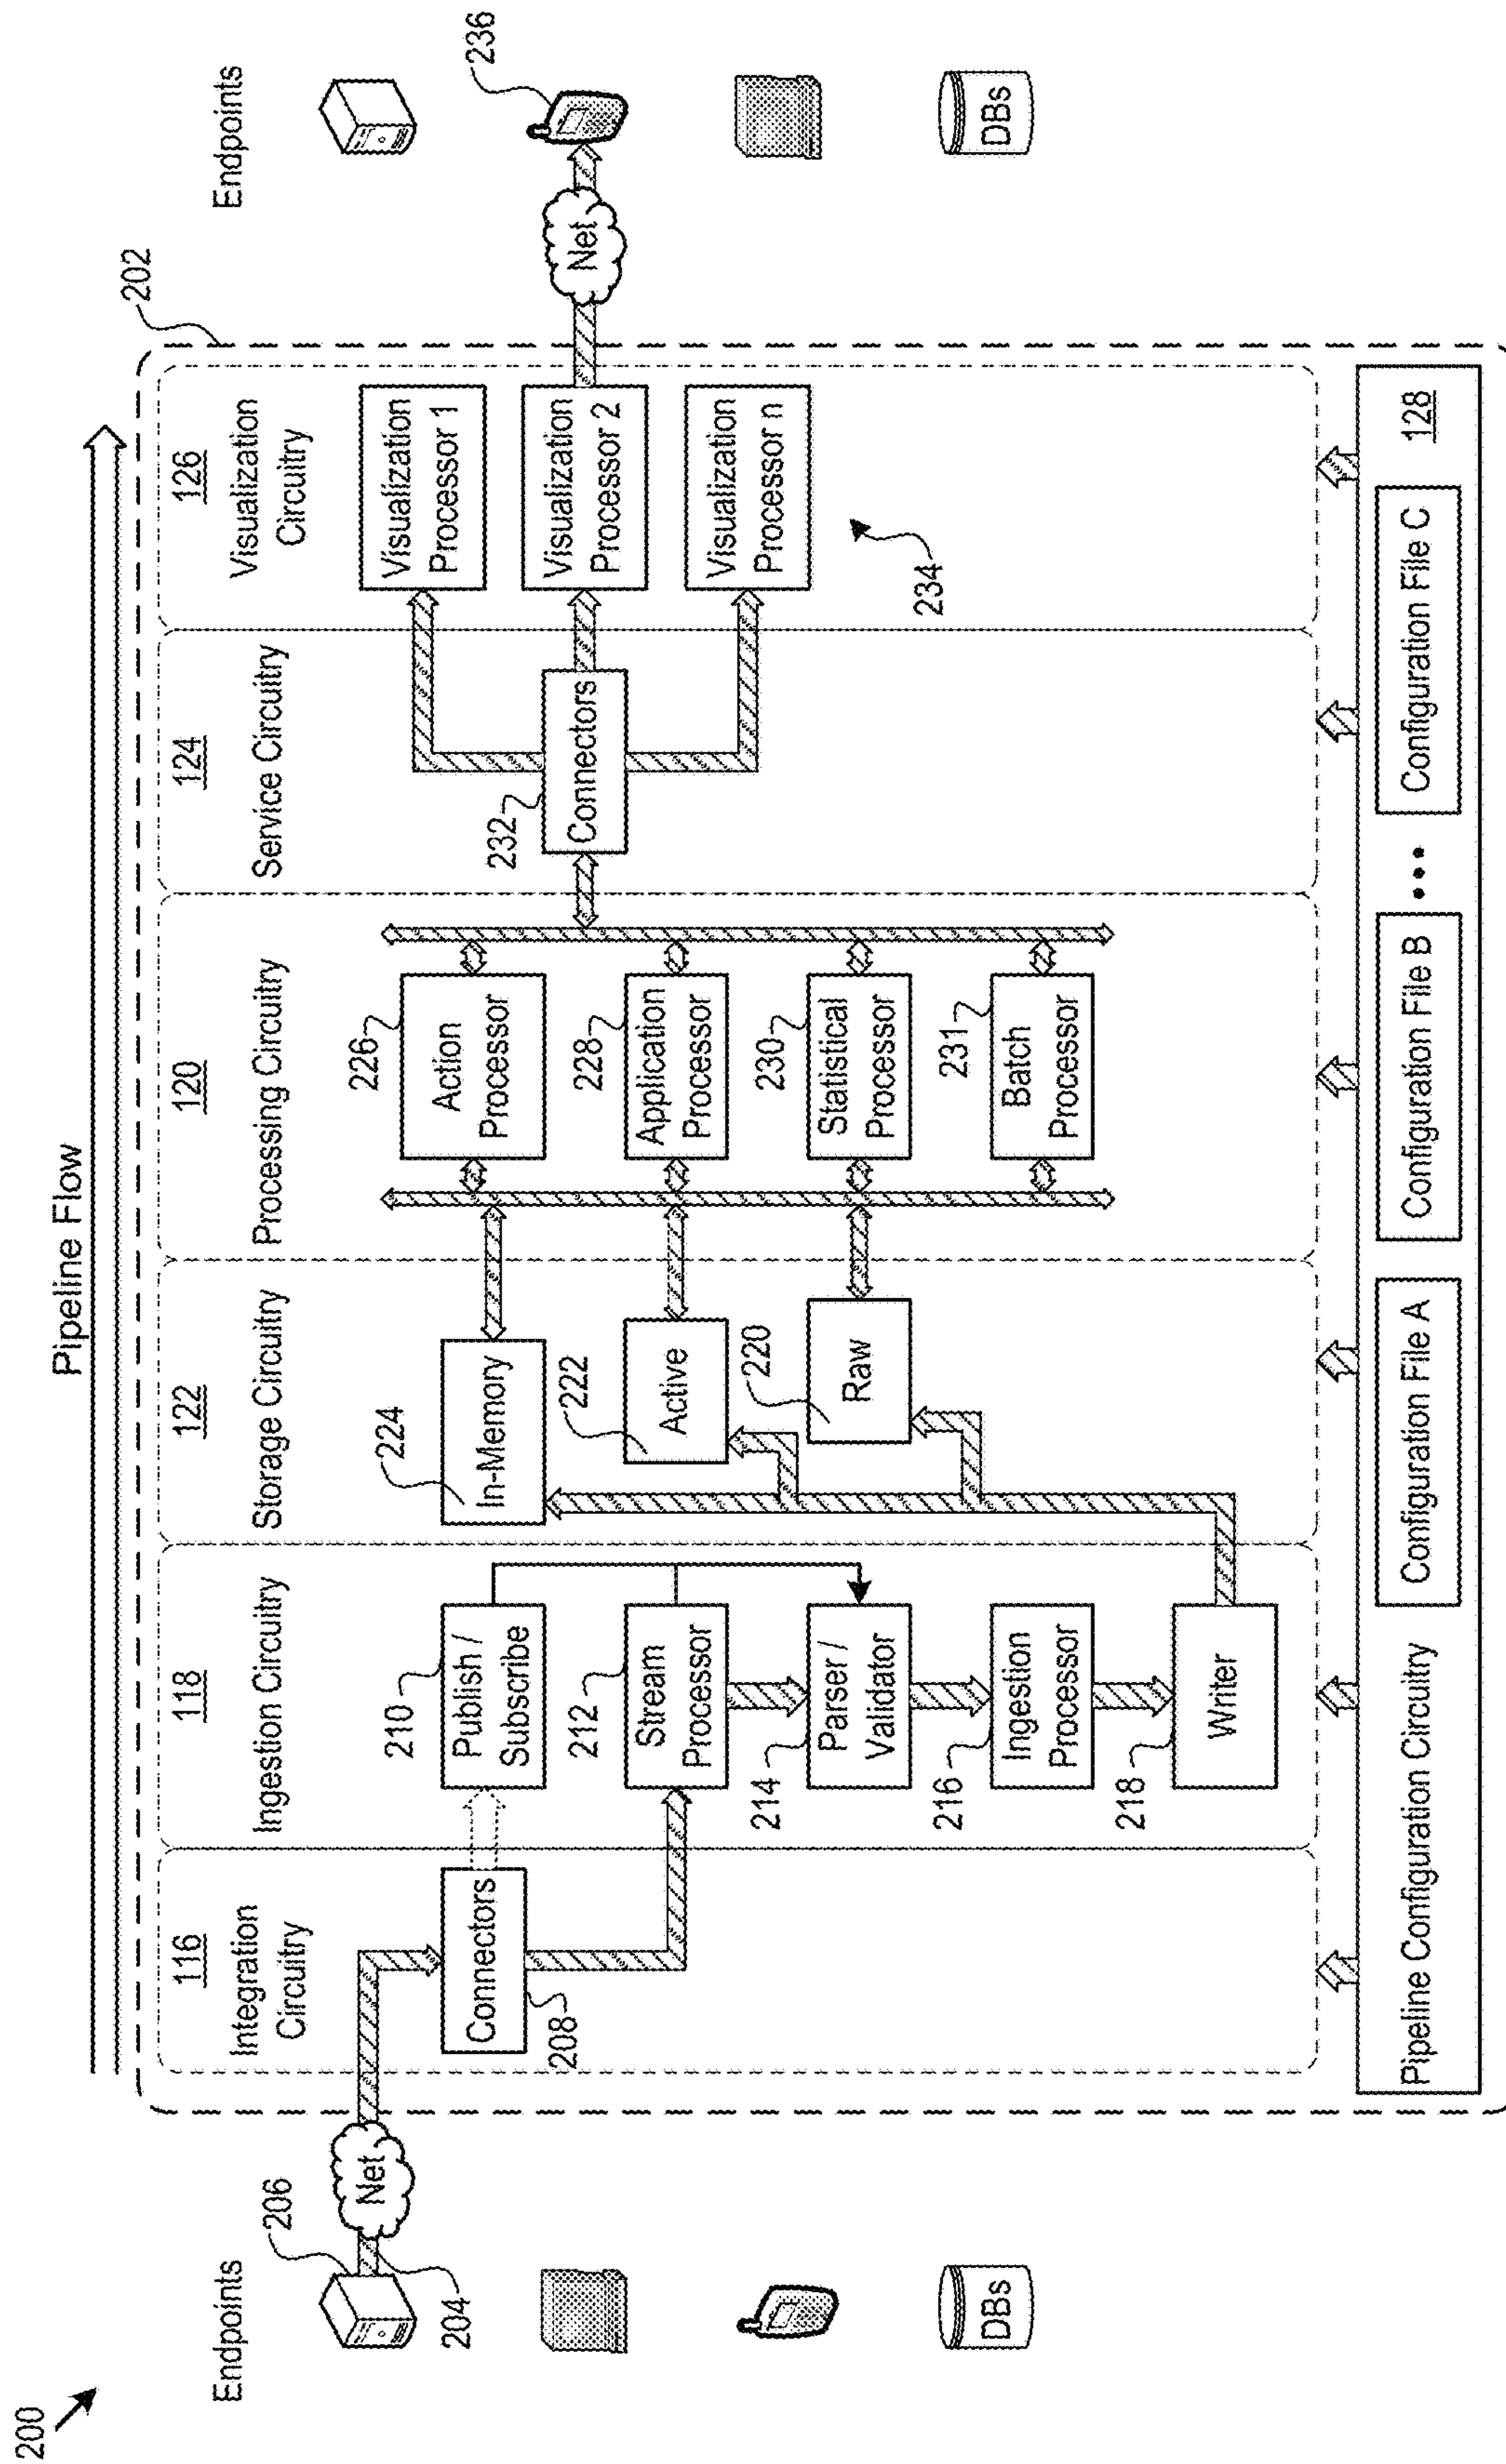 200
Pipeline Flow
202
Endpoints
206
204
Net
DBs
116
Integration
Circuitry
Connectors
208
118
Ingestion Circuitry
210
Publish /
Subscribe
212
Stream
Processor
214
Parser /
Validator
216
Ingestion
Processor
218
Writer
122
Storage Circuitry
224
In-Memory
222
Active
220
Raw
120
Processing Circuitry
226
Action
Processor
228
Application
Processor
230
Statistical
Processor
231
Batch
Processor
124
Service Circuitry
232
Connectors
126
Visualization
Circuitry
Visualization
Processor 1
Visualization
Processor 2
Visualization
Processor n
234
Endpoints
Net
236
DBs
Pipeline Configuration Circuitry
Configuration File A
Configuration File B
•••
Configuration File C
128